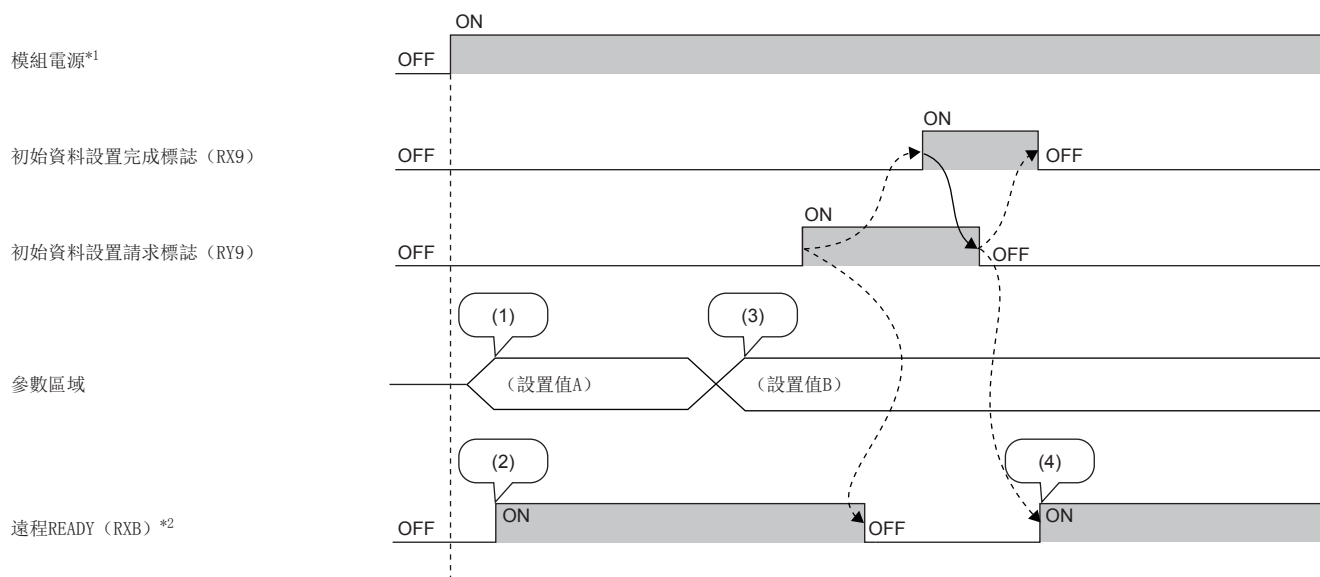 ON
模組電源*1
OFF
ON
初始資料設置完成標誌（RX9）
OFF
OFF
ON
初始資料設置請求標誌（RY9）
OFF
OFF
(1)
(3)
參數區域
（設置值A）
（設置值B）
(2)
(4)
遠程READY（RXB）*2
OFF
ON
OFF
ON